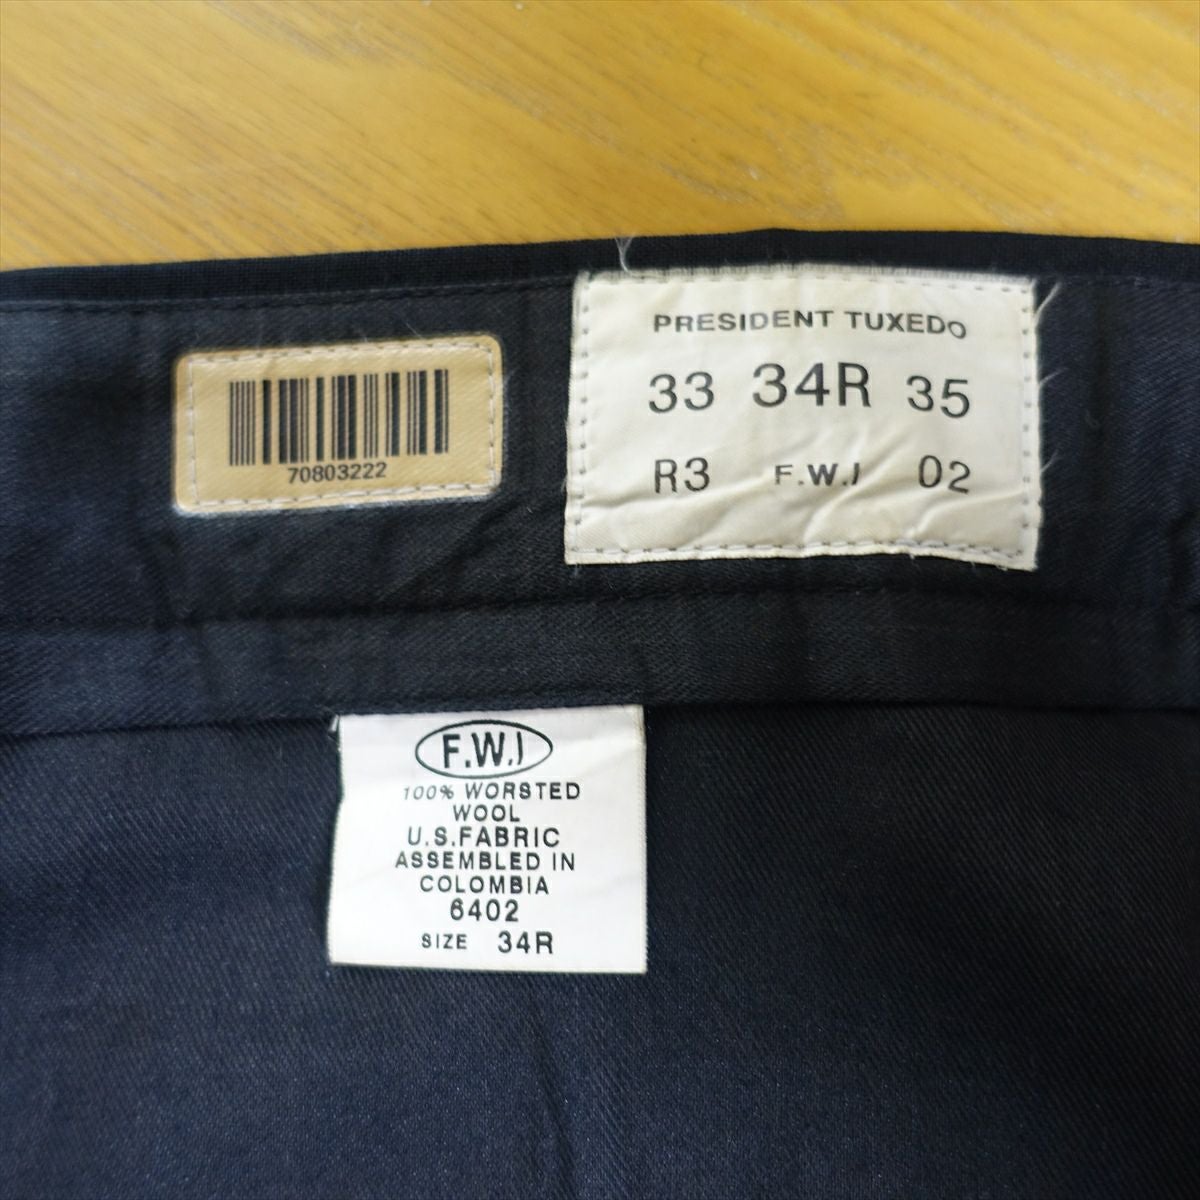 70803222
PRESIDENT TUXEDO
33 34R 35
R3 F.W.I 02
F.W.I
100% WORSTED
WOOL
U.S.FABRIC
ASSEMBLED IN
COLOMBIA
6402
SIZE 34R